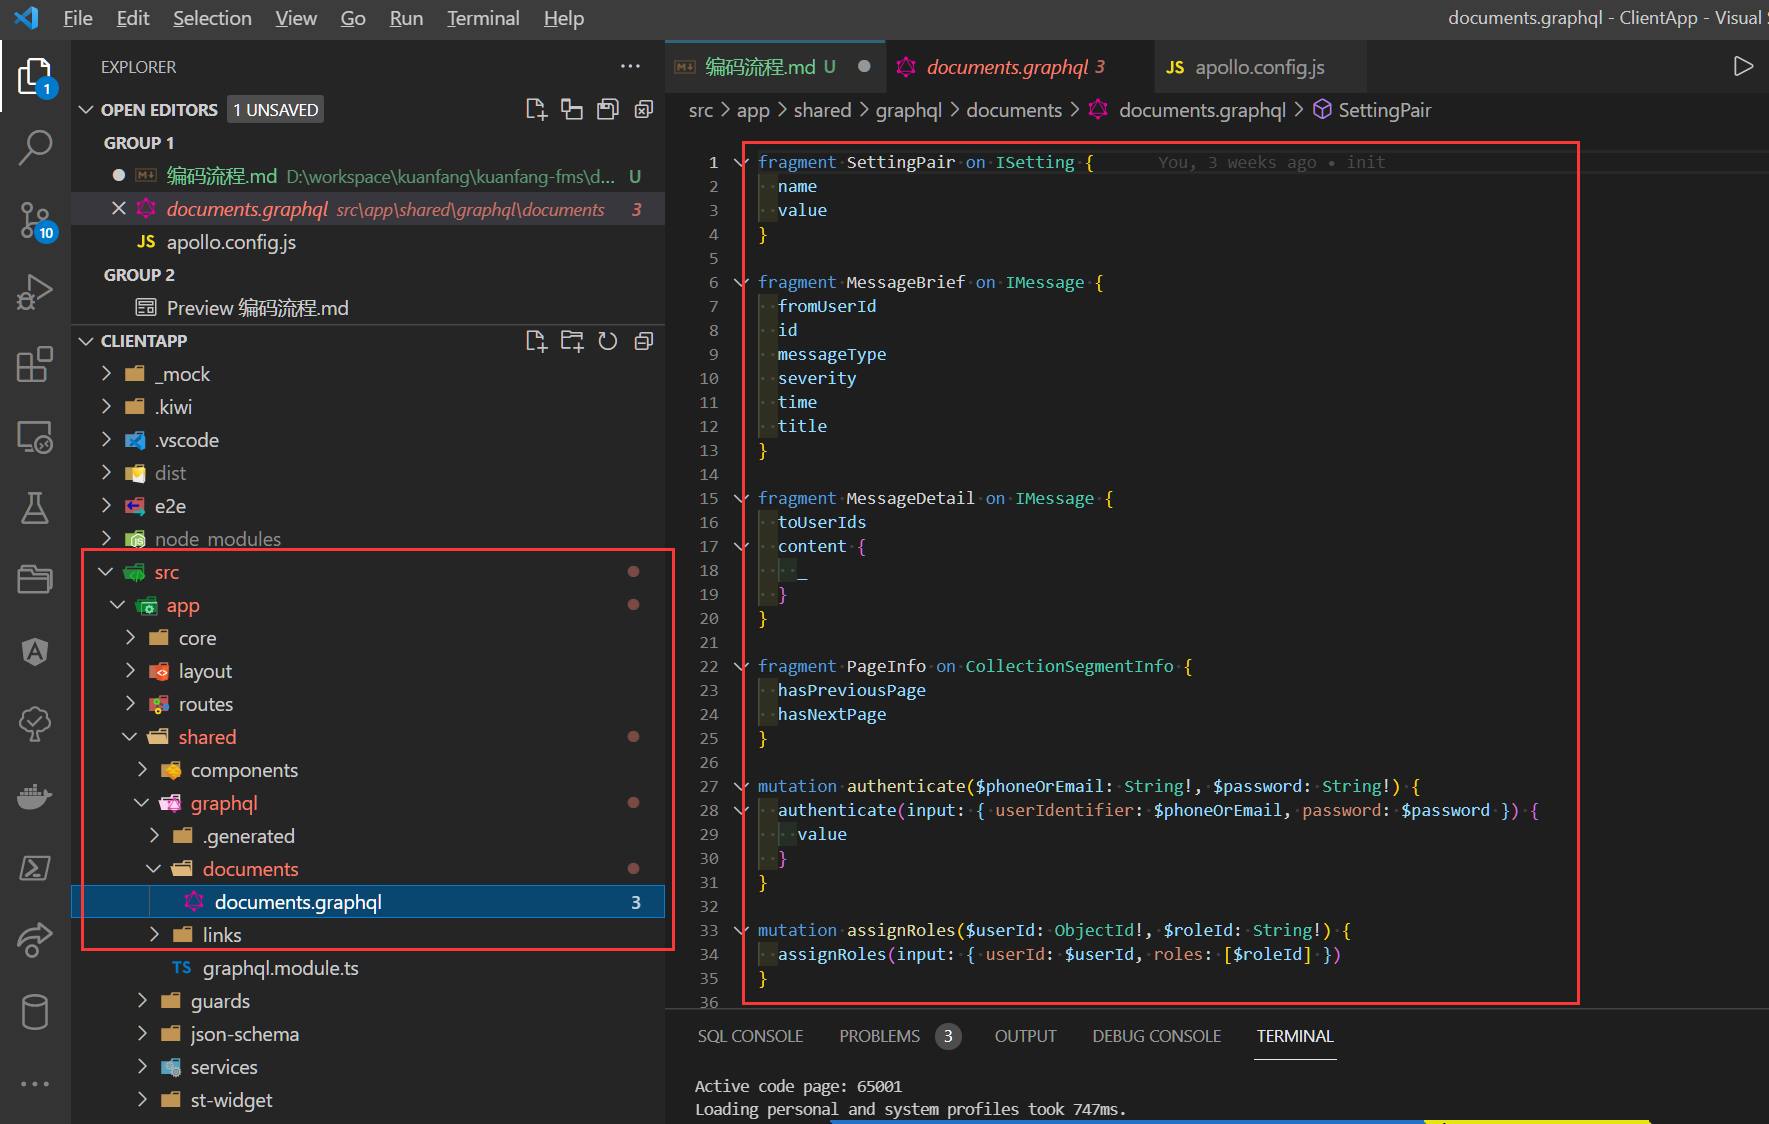 File Edit Selection View Go Run Terminal Help
documents.graphql - ClientApp - Visual
EXPLORER
OPEN EDITORS 1 UNSAVED
GROUP 1
编码流程.md D:\workspace\kuanfang\kuanfang-fms\d... U
documents.graphql src\app\shared\graphql\documents 3
JS apollo.config.js
GROUP 2
Preview 编码流程.md
CLIENTAPP
_mock
.kiwi
.vscode
dist
e2e
node_modules
src
app
core
layout
routes
shared
components
graphql
.generated
documents
documents.graphql 3
links
TS graphql.module.ts
guards
json-schema
services
st-widget
1
10
编码流程.md U
documents.graphql 3
JS apollo.config.js
src > app > shared > graphql > documents > documents.graphql > SettingPair
1 fragment SettingPair on ISetting { You, 3 weeks ago • init
2 name
3 value
4 }
5
6 fragment MessageBrief on IMessage {
7 fromUserId
8 id
9 messageType
10 severity
11 time
12 title
13 }
14
15 fragment MessageDetail on IMessage {
16 toUserIds
17 content {
18 _
19 }
20 }
21
22 fragment PageInfo on CollectionSegmentInfo {
23 hasPreviousPage
24 hasNextPage
25 }
26
27 mutation authenticate($phoneOrEmail: String!, $password: String!) {
28 authenticate(input: { userIdentifier: $phoneOrEmail, password: $password }) {
29 value
30 }
31 }
32
33 mutation assignRoles($userId: ObjectId!, $roleId: String!) {
34 assignRoles(input: { userId: $userId, roles: [$roleId] })
35 }
36
SQL CONSOLE PROBLEMS 3 OUTPUT DEBUG CONSOLE TERMINAL
Active code page: 65001
Loading personal and system profiles took 747ms.